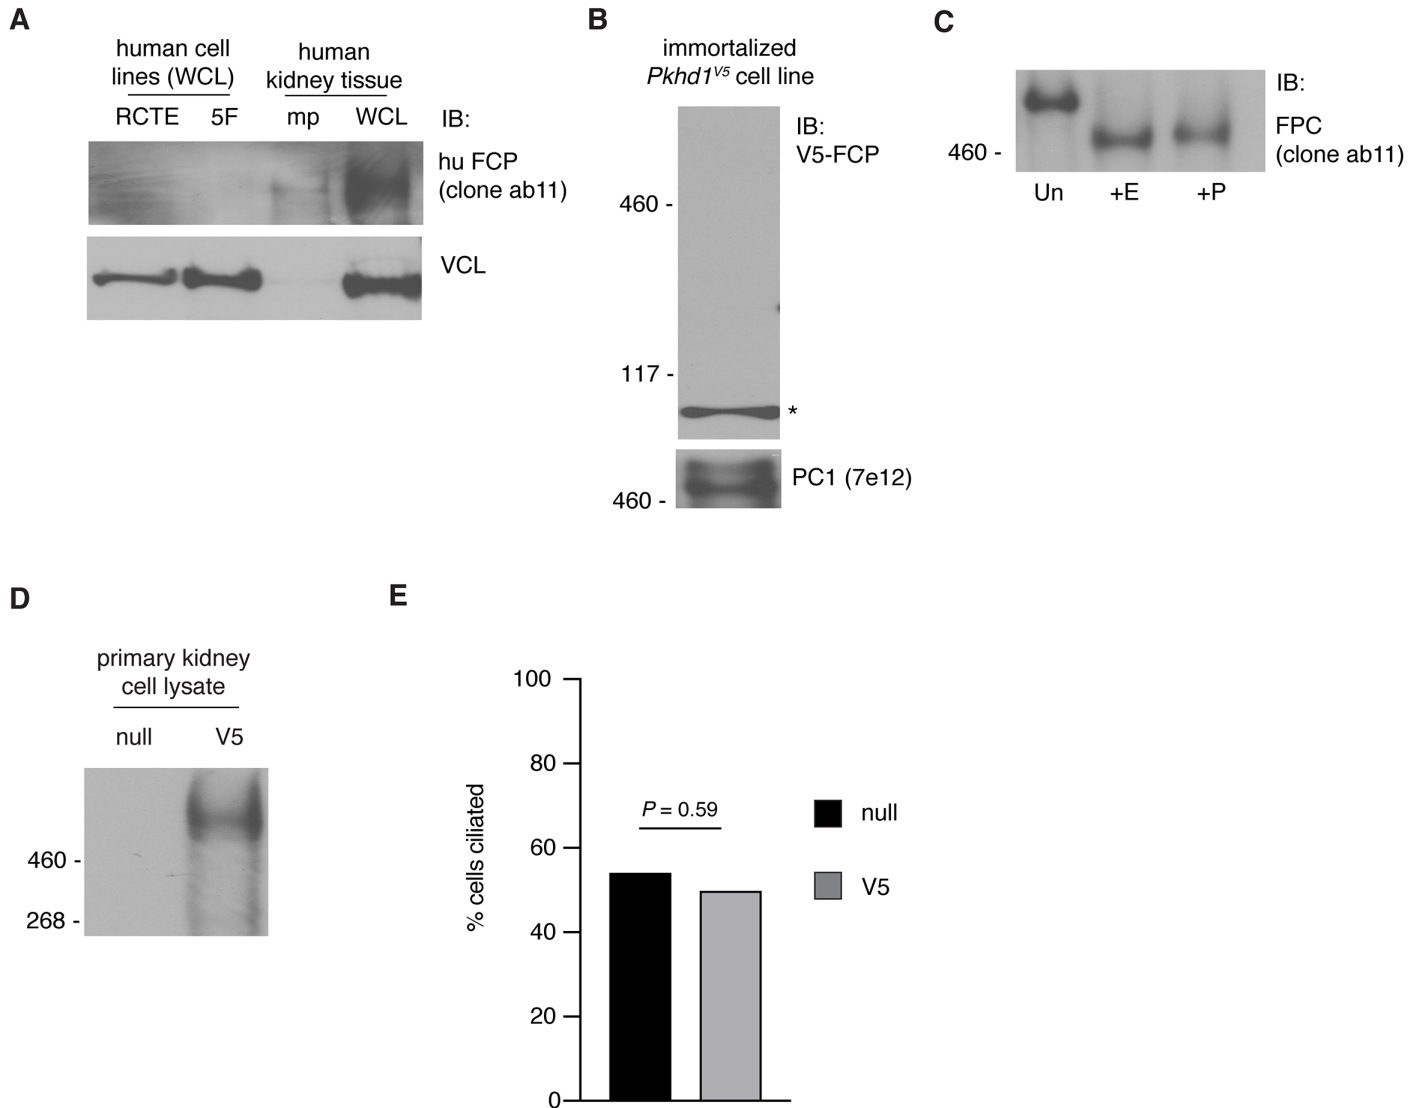 A
human cell
lines (WCL)
human
kidney tissue
RCTE 5F mp WCL
IB:
hu FCP
(clone ab11)
VCL
B
immortalized
Pkhd1V5 cell line
IB:
V5-FCP
460 -
117 -
*
PC1 (7e12)
460 -
C
IB:
FPC
(clone ab11)
460 -
Un +E +P
D
primary kidney
cell lysate
null V5
460 -
268 -
E
100
80
60
40
20
0
% cells ciliated
P = 0.59
null
V5